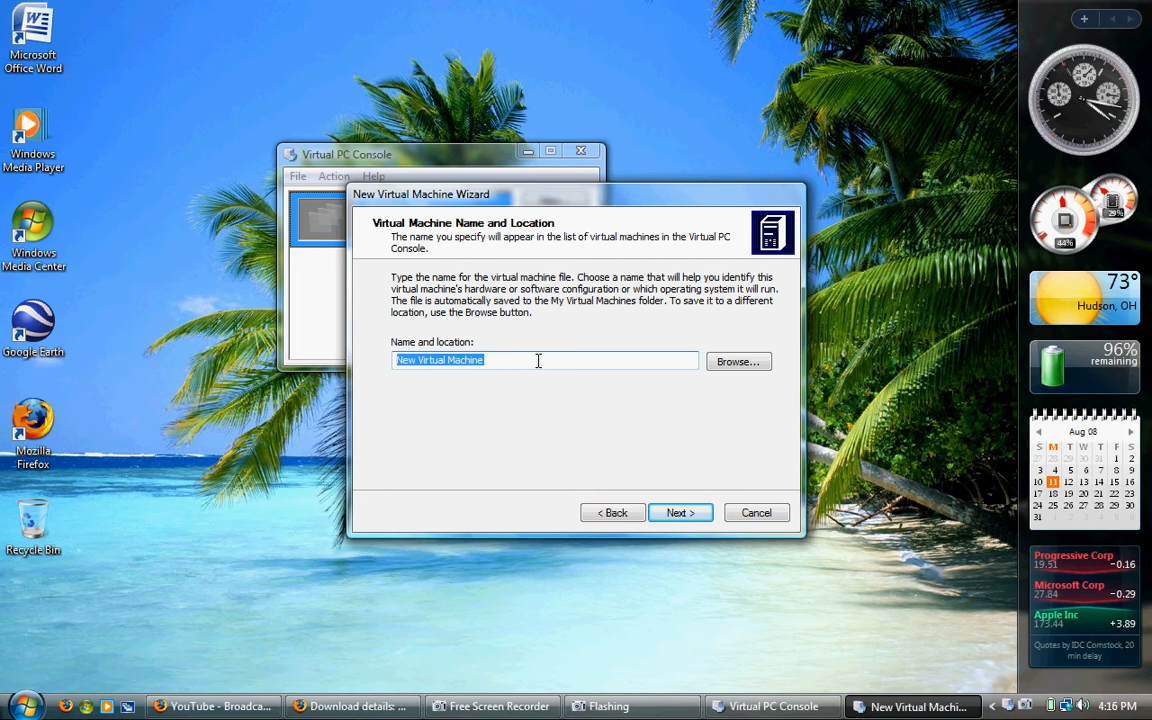 Microsoft
Office Word
Windows
Media Player
Windows
Media Center
Google Earth
Mozilla
Firefox
Recycle Bin
Virtual PC Console
File Action Help
New Virtual Machine Wizard
Virtual Machine Name and Location
The name you specify will appear in the list of virtual machines in the Virtual PC
Console.
Type the name for the virtual machine file. Choose a name that will help you identify this
virtual machine's hardware or software configuration or which operating system it will run.
The file is automatically saved to the My Virtual Machines folder. To save it to a different
location, use the Browse button.
Name and location:
New Virtual Machine
Browse...
< Back Next > Cancel
29%
44%
73°
Hudson, OH
96%
remaining
Aug 08
S M T W T F S
27 28 29 30 31 1 2
3 4 5 6 7 8 9
10 11 12 13 14 15 16
17 18 19 20 21 22 23
24 25 26 27 28 29 30
31 1 2 3 4 5 6
Progressive Corp
19.51 -0.16
Microsoft Corp
27.84 -0.29
Apple Inc
173.44 +3.89
Quotes by IDC Comstock, 20
min delay
YouTube - Broadca... Download details: ... Free Screen Recorder Flashing Virtual PC Console New Virtual Machi... < 4:16 PM